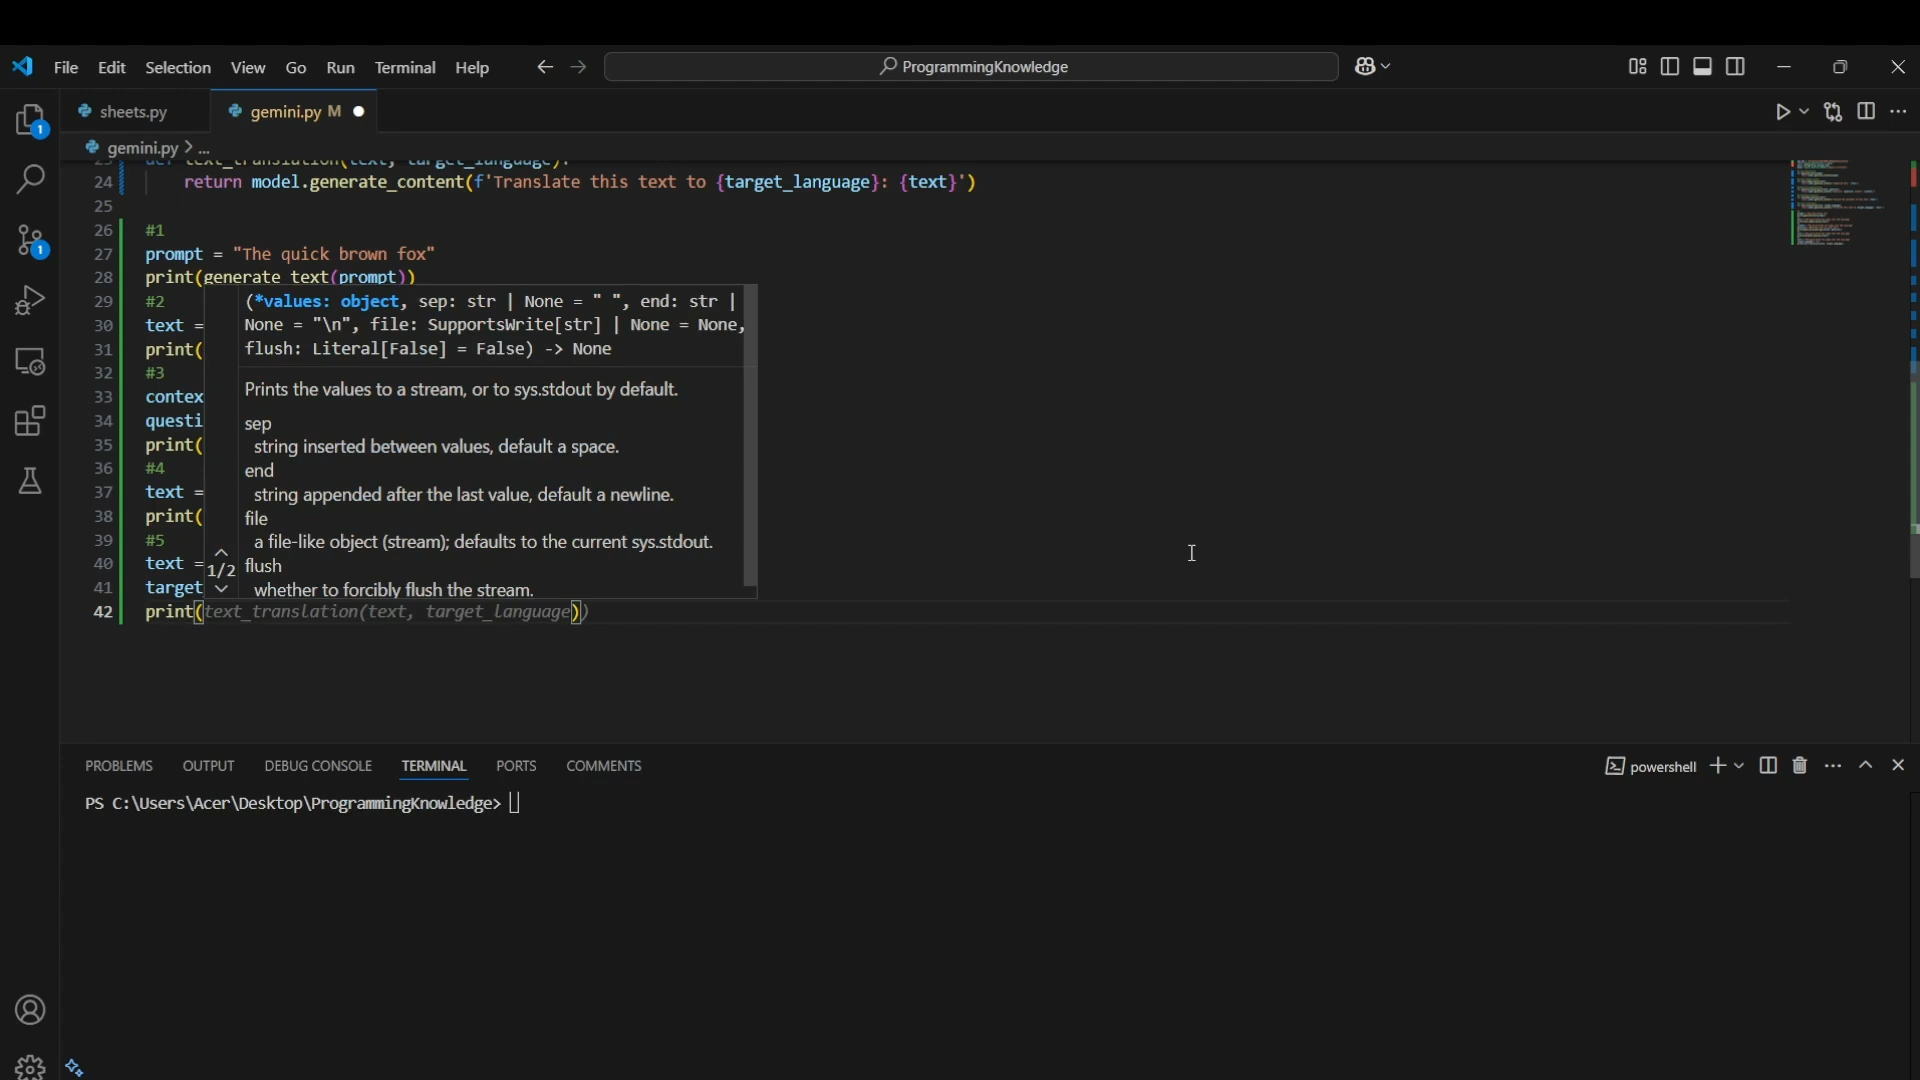 File Edit Selection View Go Run Terminal Help
ProgrammingKnowledge
sheets.py
gemini.py M
gemini.py > ...
24 return model.generate_content(f'Translate this text to {target_language}: {text}')
25
26 #1
27 prompt = "The quick brown fox"
28 print(generate_text(prompt))
29 #2
30 text =
31 print(
32 #3
33 contex
34 questi
35 print(
36 #4
37 text =
38 print(
39 #5
40 text =
41 target
42 print(text_translation(text, target_language))
(*values: object, sep: str | None = " ", end: str |
None = "\n", file: SupportsWrite[str] | None = None,
flush: Literal[False] = False) -> None
Prints the values to a stream, or to sys.stdout by default.
sep
string inserted between values, default a space.
end
string appended after the last value, default a newline.
file
a file-like object (stream); defaults to the current sys.stdout.
1/2
flush
whether to forcibly flush the stream.
PROBLEMS OUTPUT DEBUG CONSOLE TERMINAL PORTS COMMENTS
powershell
PS C:\Users\Acer\Desktop\ProgrammingKnowledge>
1
1